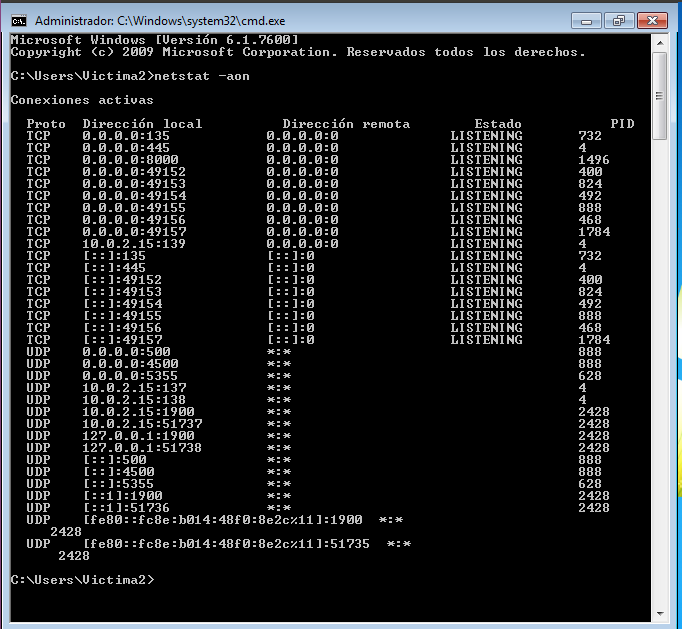 Administrador: C:\Windows\system32\cmd.exe
Microsoft Windows [Versión 6.1.7600]
Copyright (c) 2009 Microsoft Corporation. Reservados todos los derechos.
C:\Users\Victima2>netstat -aon
Conexiones activas
Proto Dirección local Dirección remota Estado PID
TCP 0.0.0.0:135 0.0.0.0:0 LISTENING 732
TCP 0.0.0.0:445 0.0.0.0:0 LISTENING 4
TCP 0.0.0.0:8000 0.0.0.0:0 LISTENING 1496
TCP 0.0.0.0:49152 0.0.0.0:0 LISTENING 400
TCP 0.0.0.0:49153 0.0.0.0:0 LISTENING 824
TCP 0.0.0.0:49154 0.0.0.0:0 LISTENING 492
TCP 0.0.0.0:49155 0.0.0.0:0 LISTENING 888
TCP 0.0.0.0:49156 0.0.0.0:0 LISTENING 468
TCP 0.0.0.0:49157 0.0.0.0:0 LISTENING 1784
TCP 10.0.2.15:139 0.0.0.0:0 LISTENING 4
TCP [::]:135 [::]:0 LISTENING 732
TCP [::]:445 [::]:0 LISTENING 4
TCP [::]:49152 [::]:0 LISTENING 400
TCP [::]:49153 [::]:0 LISTENING 824
TCP [::]:49154 [::]:0 LISTENING 492
TCP [::]:49155 [::]:0 LISTENING 888
TCP [::]:49156 [::]:0 LISTENING 468
TCP [::]:49157 [::]:0 LISTENING 1784
UDP 0.0.0.0:500 *:* 888
UDP 0.0.0.0:4500 *:* 888
UDP 0.0.0.0:5355 *:* 628
UDP 10.0.2.15:137 *:* 4
UDP 10.0.2.15:138 *:* 4
UDP 10.0.2.15:1900 *:* 2428
UDP 10.0.2.15:51737 *:* 2428
UDP 127.0.0.1:1900 *:* 2428
UDP 127.0.0.1:51738 *:* 2428
UDP [::]:500 *:* 888
UDP [::]:4500 *:* 888
UDP [::]:5355 *:* 628
UDP [::1]:1900 *:* 2428
UDP [::1]:51736 *:* 2428
UDP [fe80::fc8e:b014:48f0:8e2c%11]:1900 *:*
2428
UDP [fe80::fc8e:b014:48f0:8e2c%11]:51735 *:*
2428
C:\Users\Victima2>